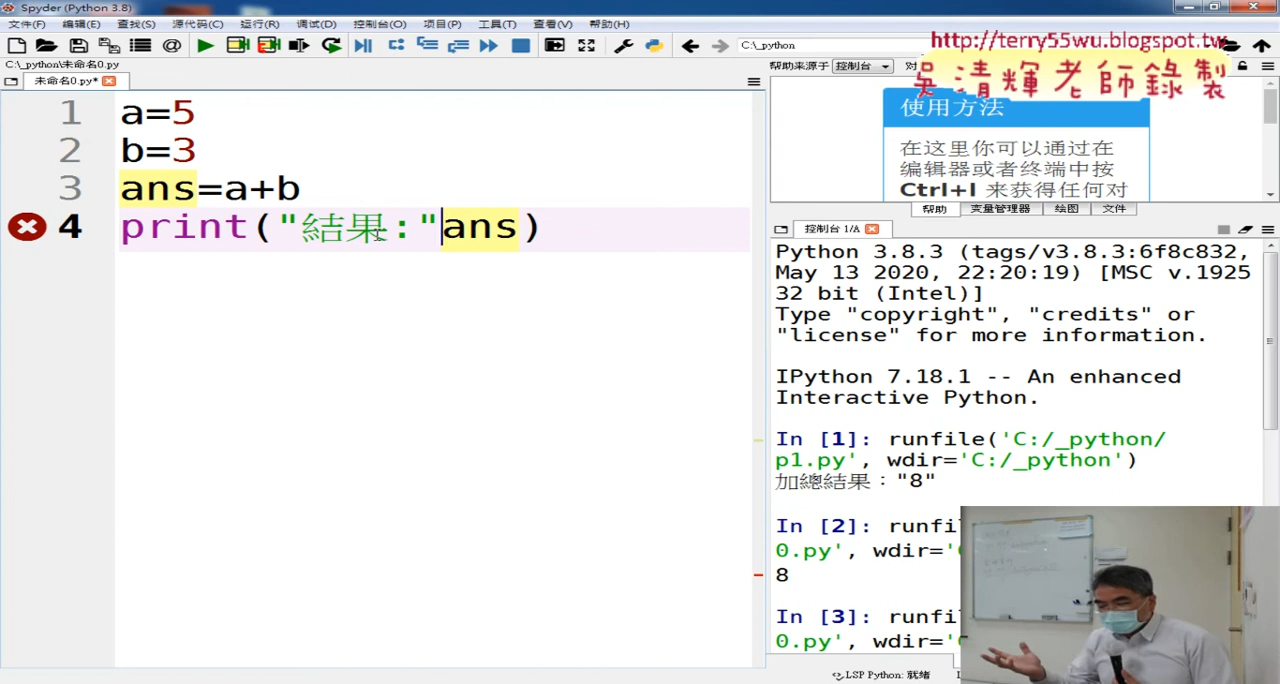 Spyder (Python 3.8)
文件(F) 编辑(E) 查找(S) 源代码(C) 运行(R) 调试(D) 控制台(O) 项目(P) 工具(T) 查看(V) 帮助(H)
C:\_python
http://terry55wu.blogspot.tw
吳清輝老師錄製
C:\_python\未命名0.py
未命名0.py*
帮助来源于 控制台 对
使用方法
在这里你可以通过在
编辑器或者终端中按
Ctrl+I 来获得任何对
帮助 变量管理器 绘图 文件
1 a=5
2 b=3
3 ans=a+b
4 print("結果:"ans)
控制台 1/A
Python 3.8.3 (tags/v3.8.3:6f8c832,
May 13 2020, 22:20:19) [MSC v.1925
32 bit (Intel)]
Type "copyright", "credits" or
"license" for more information.
IPython 7.18.1 -- An enhanced
Interactive Python.
In [1]: runfile('C:/_python/
p1.py', wdir='C:/_python')
加總結果："8"
In [2]: runfi
0.py', wdir='
8
In [3]: runfi
0.py', wdir='
LSP Python: 就绪